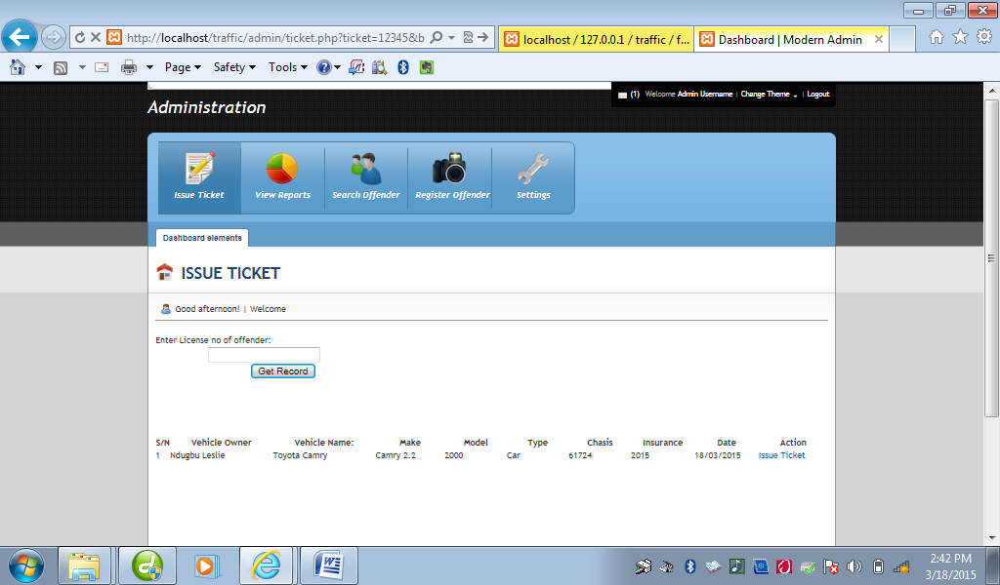 http://localhost/traffic/admin/ticket.php?ticket=12345&b
localhost / 127.0.0.1 / traffic / f...
Dashboard | Modern Admin
Page Safety Tools
(1) Welcome Admin Username | Change Theme | Logout
Administration
Issue Ticket View Reports Search Offender Register Offender Settings
Dashboard elements
ISSUE TICKET
Good afternoon! | Welcome
Enter License no of offender:
Get Record
S/N Vehicle Owner Vehicle Name: Make Model Type Chasis Insurance Date Action
1 Ndugbu Leslie Toyota Camry Camry 2.2 2000 Car 61724 2015 18/03/2015 Issue Ticket
2:42 PM
3/18/2015